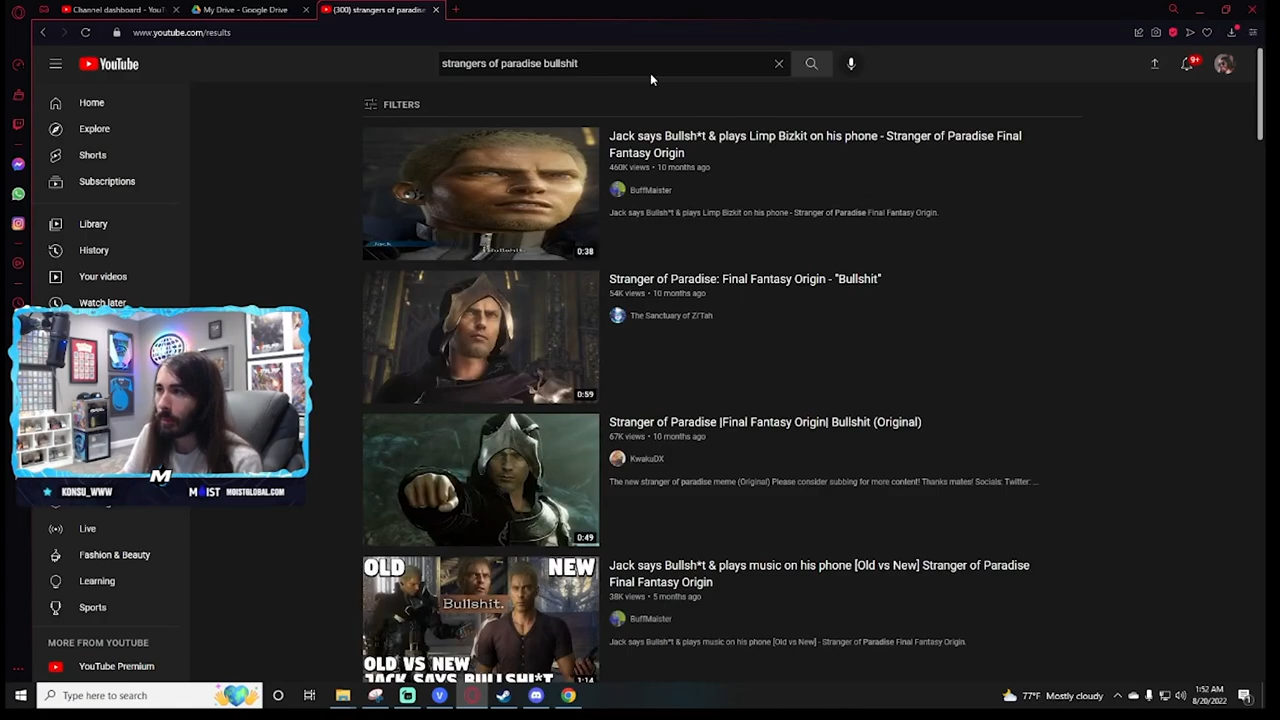 Channel dashboard - YouT
My Drive - Google Drive
(300) strangers of paradise
www.youtube.com/results
YouTube
strangers of paradise bullshit
9+
FILTERS
Home
Explore
Shorts
Subscriptions
Library
History
Your videos
Watch later
Live
Fashion & Beauty
Learning
Sports
MORE FROM YOUTUBE
YouTube Premium
Jack says Bullsh*t & plays Limp Bizkit on his phone - Stranger of Paradise Final
Fantasy Origin
460K views • 10 months ago
BuffMaister
Jack says Bullsh*t & plays Limp Bizkit on his phone - Stranger of Paradise Final Fantasy Origin.
Jack
Bullshit.
0:38
Stranger of Paradise: Final Fantasy Origin - "Bullshit"
54K views • 10 months ago
The Sanctuary of Zi'Tah
0:59
Stranger of Paradise |Final Fantasy Origin| Bullshit (Original)
67K views • 10 months ago
KwakuDX
The new stranger of paradise meme (Original) Please consider subbing for more content! Thanks mates! Socials: Twitter: ...
0:49
Jack says Bullsh*t & plays music on his phone [Old vs New] Stranger of Paradise
Final Fantasy Origin
38K views • 5 months ago
BuffMaister
Jack says Bullsh*t & plays music on his phone [Old vs New] - Stranger of Paradise Final Fantasy Origin.
OLD
NEW
Bullshit.
OLD VS NEW
JACK SAYS BULLSH!T
1:14
M
KONSU_WWW
MOIST
MOISTGLOBAL.COM
Type here to search
77°F Mostly cloudy
1:52 AM
8/20/2022